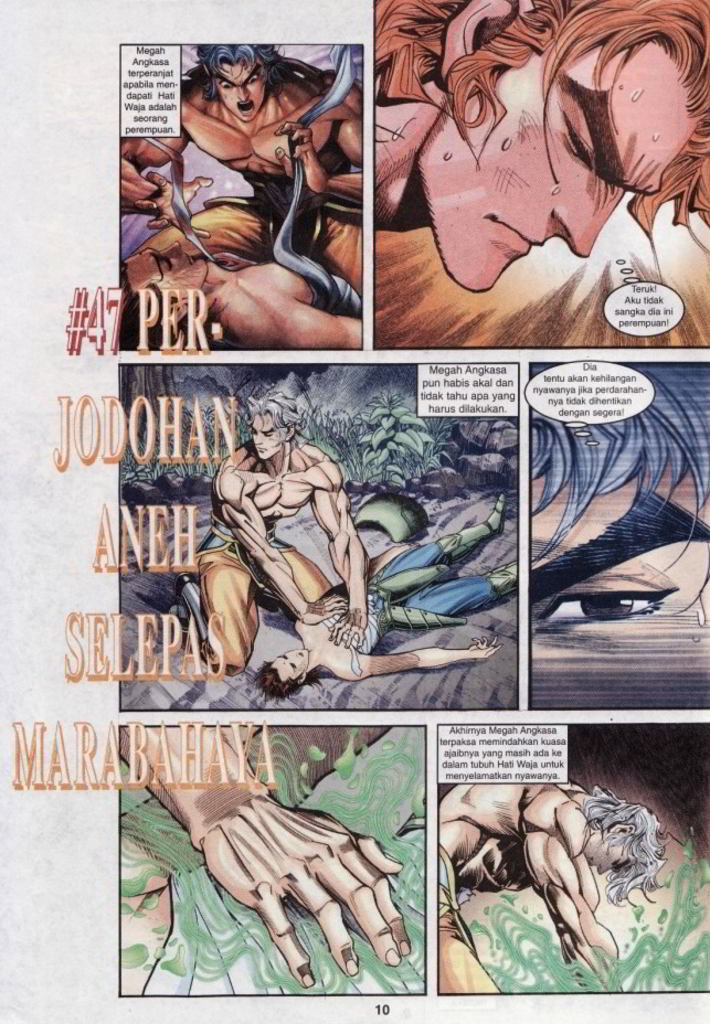 Megah
Angkasa
terperanjat
apabila men-
dapati Hati
Waja adalah
seorang
perempuan.
Teruk!
Aku tidak
sangka dia ini
perempuan!
#47 PER-
JODOHAN
ANEH
SELEPAS
MARABAHAYA
Megah Angkasa
pun habis akal dan
tidak tahu apa yang
harus dilakukan.
Dia
tentu akan kehilangan
nyawanya jika perdarahan-
nya tidak dihentikan
dengan segera!
Akhirnya Megah Angkasa
terpaksa memindahkan kuasa
ajaibnya yang masih ada ke
dalam tubuh Hati Waja untuk
menyelamatkan nyawanya.
10